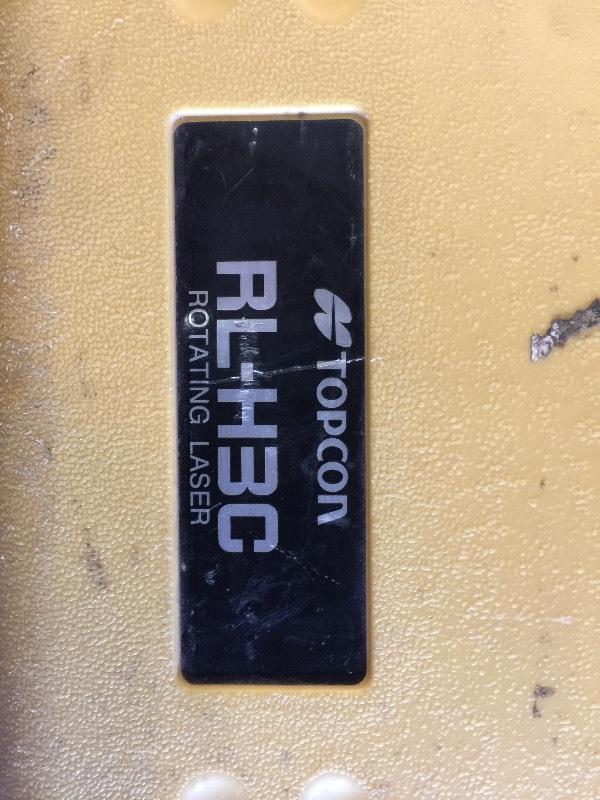 TOPCON
RL-H3C
ROTATING LASER